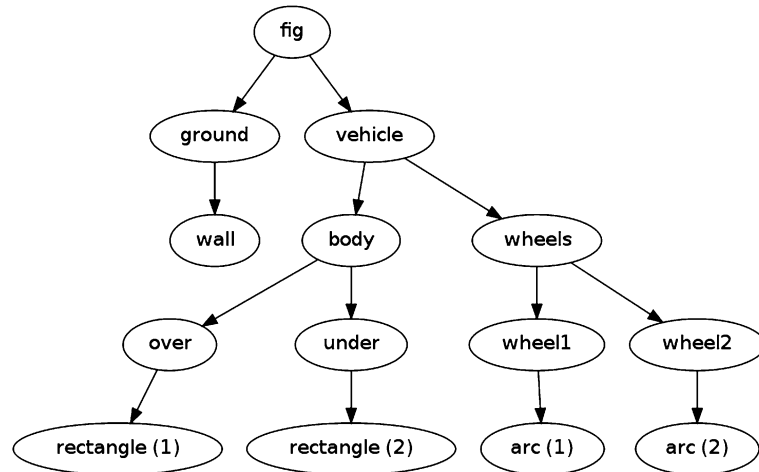 fig
ground
vehicle
wall
body
wheels
over
under
wheel1
wheel2
rectangle (1)
rectangle (2)
arc (1)
arc (2)